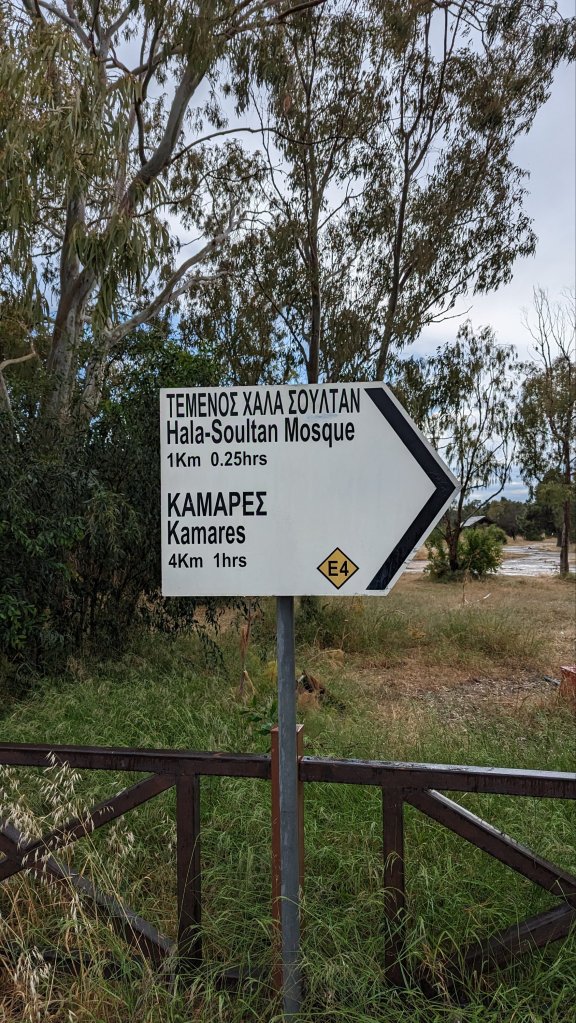 ΤΕΜΕΝΟΣ ΧΑΛΑ ΣΟΥΛΤΑΝ
Hala-Soultan Mosque
1Km 0.25hrs
ΚΑΜΑΡΕΣ
Kamares
4Km 1hrs
E4